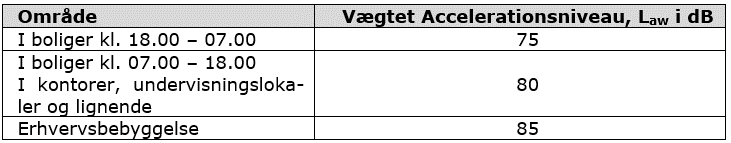 Område Vægtet Accelerationsniveau, Law i dB
I boliger kl. 18.00 – 07.00 75
I boliger kl. 07.00 – 18.00
I kontorer, undervisningsloka-
ler og lignende 80
Erhvervsbebyggelse 85